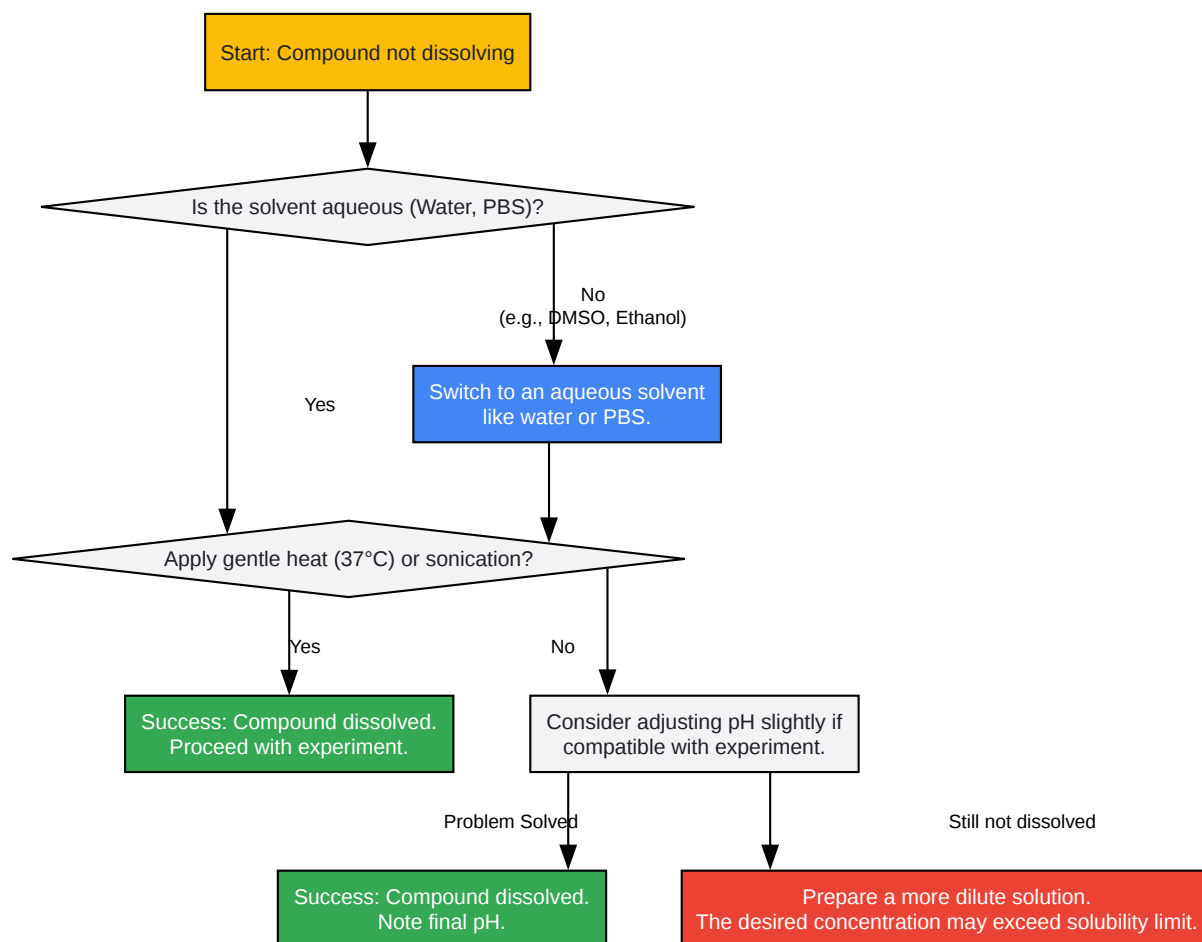 Start: Compound not dissolving
Is the solvent aqueous (Water, PBS)?
No
(e.g., DMSO, Ethanol)
Yes
Switch to an aqueous solvent
like water or PBS.
Apply gentle heat (37°C) or sonication?
Yes
No
Success: Compound dissolved.
Proceed with experiment.
Consider adjusting pH slightly if
compatible with experiment.
Problem Solved
Still not dissolved
Success: Compound dissolved.
Note final pH.
Prepare a more dilute solution.
The desired concentration may exceed solubility limit.